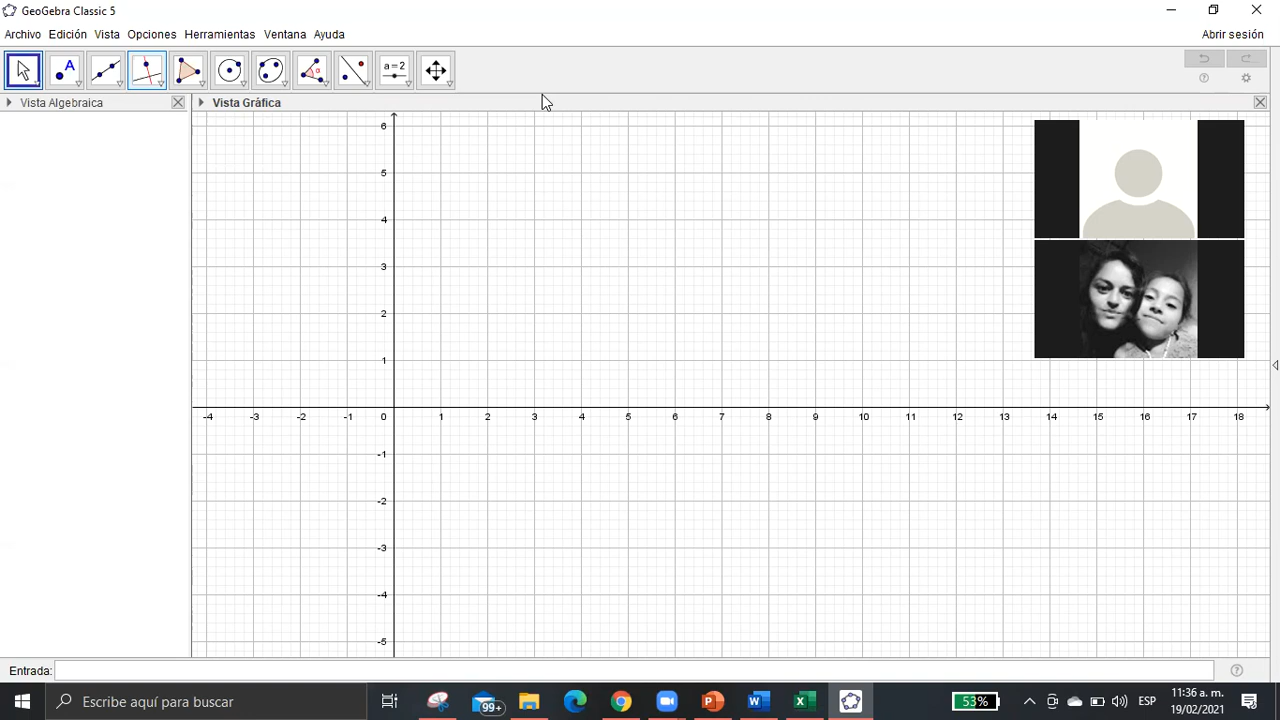 GeoGebra Classic 5
Archivo Edición Vista Opciones Herramientas Ventana Ayuda Abrir sesión
A
α
a=2
Vista Algebraica
Vista Gráfica
6
5
4
3
2
1
-4 -3 -2 -1 0 1 2 3 4 5 6 7 8 9 10 11 12 13 14 15 16 17 18
-1
-2
-3
-4
-5
Entrada:
Escribe aquí para buscar
99+
53%
ESP
11:36 a. m.
19/02/2021